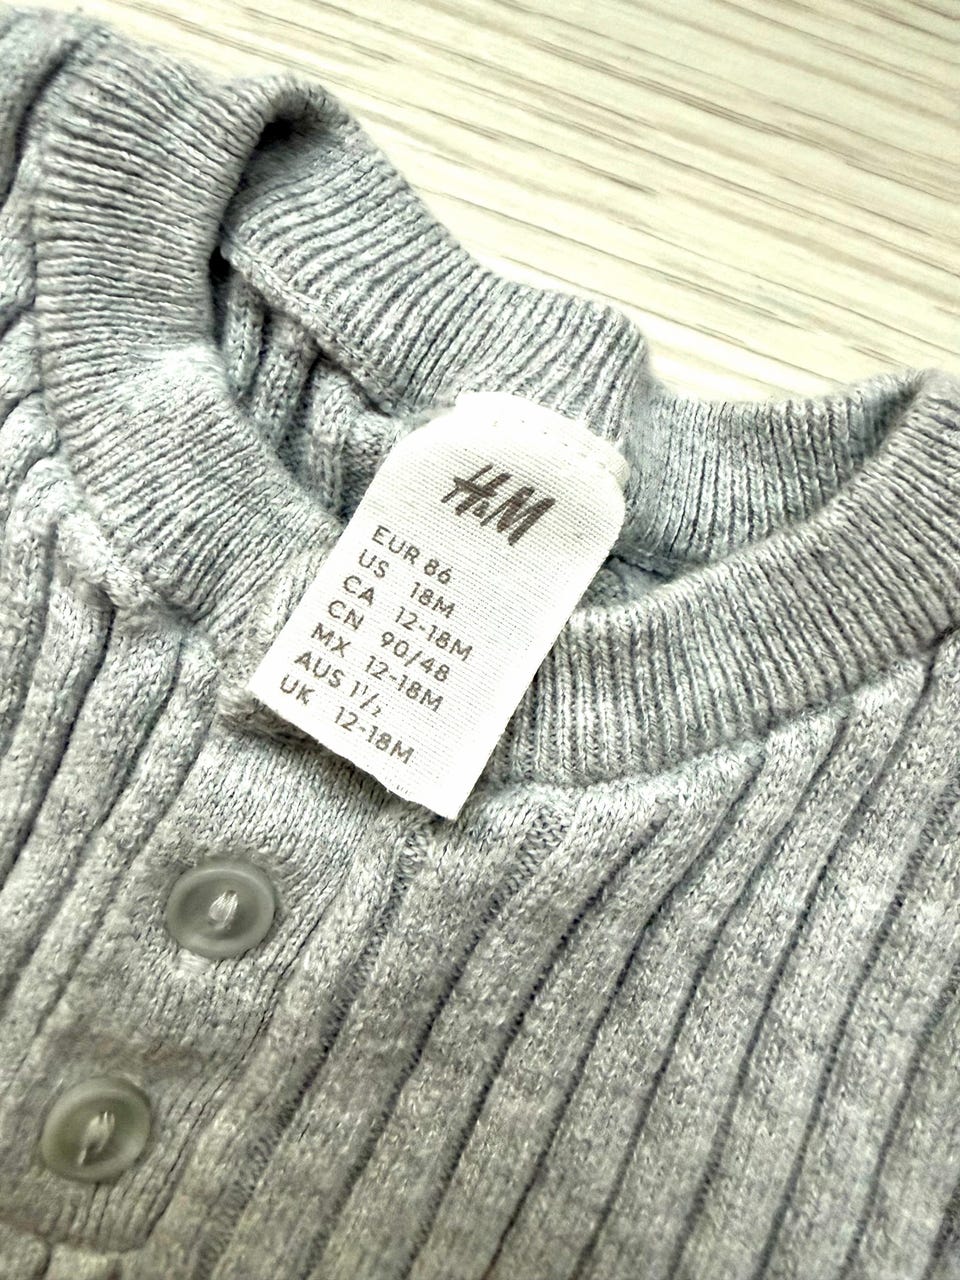 H&M
EUR 86
US 18M
CA 12-18M
CN 90/48
MX 12-18M
AUS 1½
UK 12-18M